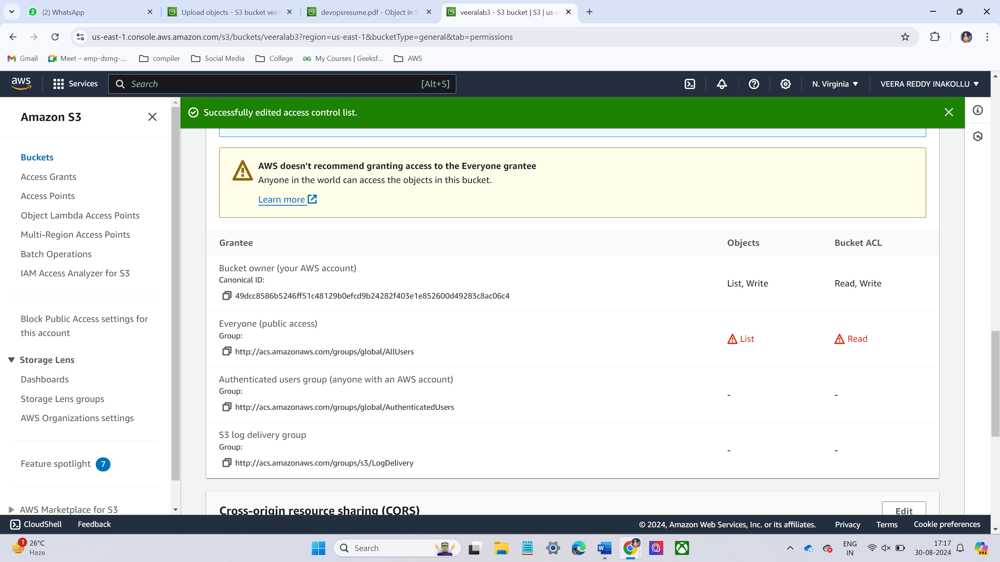 (2) WhatsApp
Upload objects - S3 bucket veer
devopsresume.pdf - Object in S
veeralab3 - S3 bucket | S3 | us-e
us-east-1.console.aws.amazon.com/s3/buckets/veeralab3?region=us-east-1&bucketType=general&tab=permissions
Gmail
Meet – emp-dsmg-...
compiler
Social Media
College
My Courses | Geeksf...
AWS
aws
Services
Search
[Alt+S]
N. Virginia
VEERA REDDY INAKOLLU
Amazon S3
Buckets
Access Grants
Access Points
Object Lambda Access Points
Multi-Region Access Points
Batch Operations
IAM Access Analyzer for S3
Block Public Access settings for
this account
Storage Lens
Dashboards
Storage Lens groups
AWS Organizations settings
Feature spotlight 7
AWS Marketplace for S3
Successfully edited access control list.
AWS doesn't recommend granting access to the Everyone grantee
Anyone in the world can access the objects in this bucket.
Learn more
Grantee Objects Bucket ACL
Bucket owner (your AWS account)
Canonical ID:
49dcc8586b5246ff51c48129b0efcd9b24282f403e1e852600d49283c8ac06c4
List, Write
Read, Write
Everyone (public access)
Group:
http://acs.amazonaws.com/groups/global/AllUsers
List
Read
Authenticated users group (anyone with an AWS account)
Group:
http://acs.amazonaws.com/groups/global/AuthenticatedUsers
-
-
S3 log delivery group
Group:
http://acs.amazonaws.com/groups/s3/LogDelivery
-
-
Cross-origin resource sharing (CORS)
Edit
CloudShell
Feedback
© 2024, Amazon Web Services, Inc. or its affiliates.
Privacy
Terms
Cookie preferences
1
26°C
Haze
Search
ENG
IN
17:17
30-08-2024
PRE